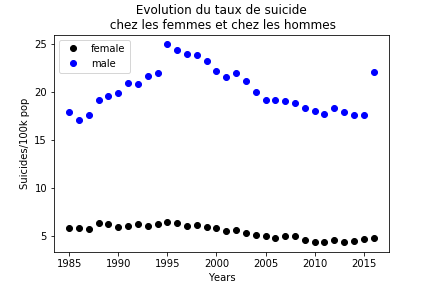 Evolution du taux de suicide
chez les femmes et chez les hommes
female
male
25
20
15
10
5
Suicides/100k pop
1985 1990 1995 2000 2005 2010 2015
Years